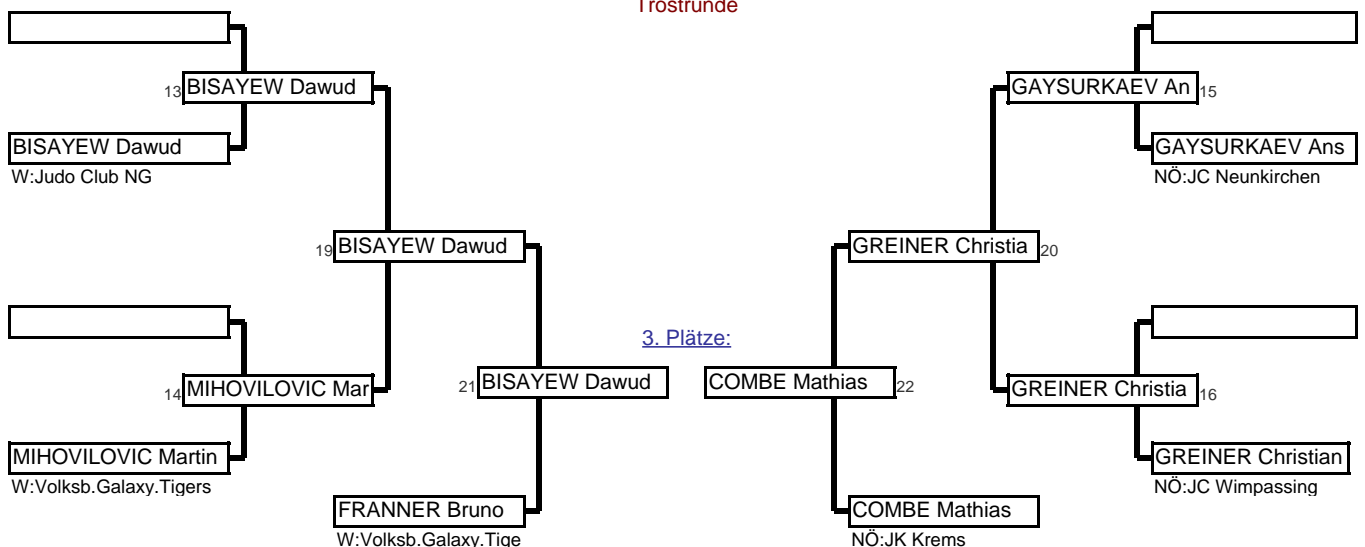 Trostrunde
13 BISAYEW Dawud
GAYSURKAEV An 15
BISAYEW Dawud
W:Judo Club NG
GAYSURKAEV Ans
NÖ:JC Neunkirchen
19 BISAYEW Dawud
GREINER Christia 20
3. Plätze:
14 MIHOVILOVIC Mar
21 BISAYEW Dawud
COMBE Mathias 22
GREINER Christia 16
MIHOVILOVIC Martin
W:Volksb.Galaxy.Tigers
GREINER Christian
NÖ:JC Wimpassing
FRANNER Bruno
W:Volksb.Galaxy.Tige
COMBE Mathias
NÖ:JK Krems